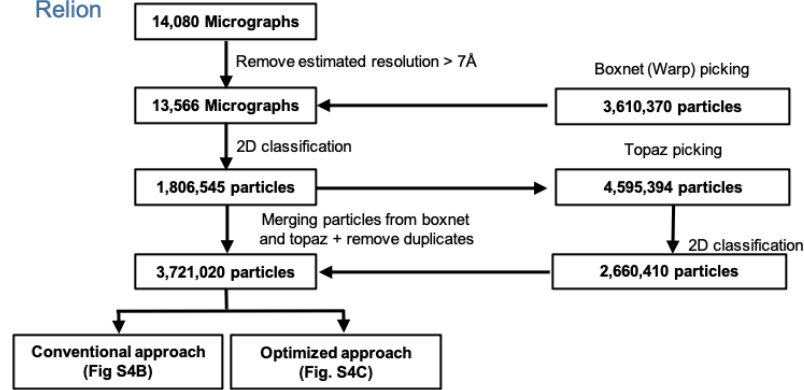 Relion
14,080 Micrographs
Remove estimated resolution > 7Å
Boxnet (Warp) picking
13,566 Micrographs
3,610,370 particles
2D classification
Topaz picking
1,806,545 particles
4,595,394 particles
Merging particles from boxnet
and topaz + remove duplicates
2D classification
3,721,020 particles
2,660,410 particles
Conventional approach
(Fig S4B)
Optimized approach
(Fig. S4C)